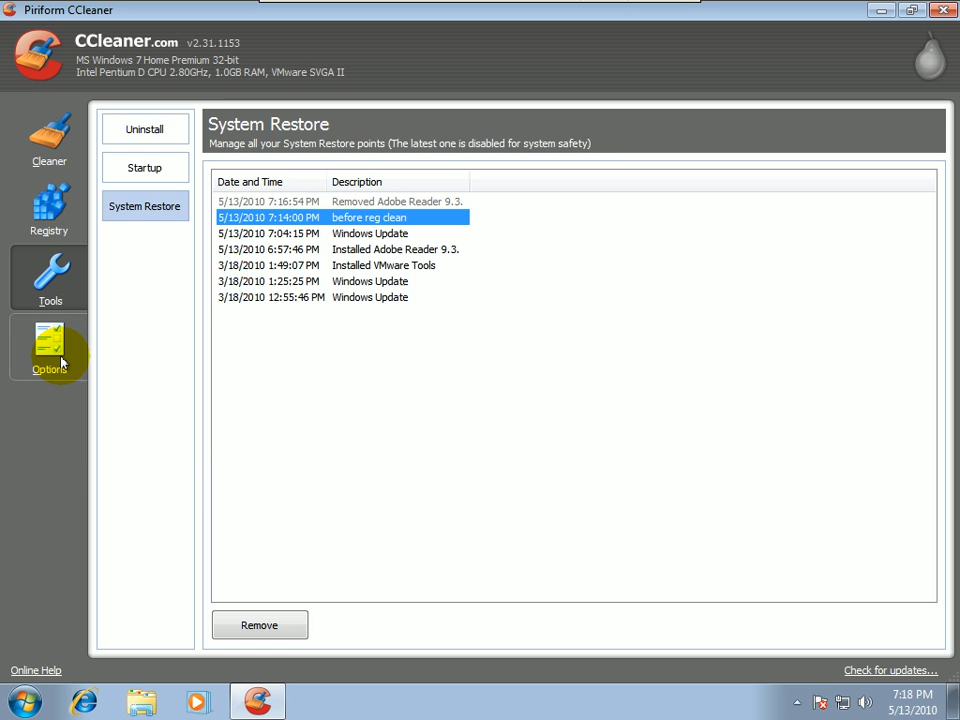 Piriform CCleaner
CCleaner.com v2.31.1153
MS Windows 7 Home Premium 32-bit
Intel Pentium D CPU 2.80GHz, 1.0GB RAM, VMware SVGA II
Cleaner
Registry
Tools
Options
Uninstall
Startup
System Restore
System Restore
Manage all your System Restore points (The latest one is disabled for system safety)
Date and Time Description
5/13/2010 7:16:54 PM Removed Adobe Reader 9.3.
5/13/2010 7:14:00 PM before reg clean
5/13/2010 7:04:15 PM Windows Update
5/13/2010 6:57:46 PM Installed Adobe Reader 9.3.
3/18/2010 1:49:07 PM Installed VMware Tools
3/18/2010 1:25:25 PM Windows Update
3/18/2010 12:55:46 PM Windows Update
Remove
Online Help
Check for updates...
7:18 PM
5/13/2010